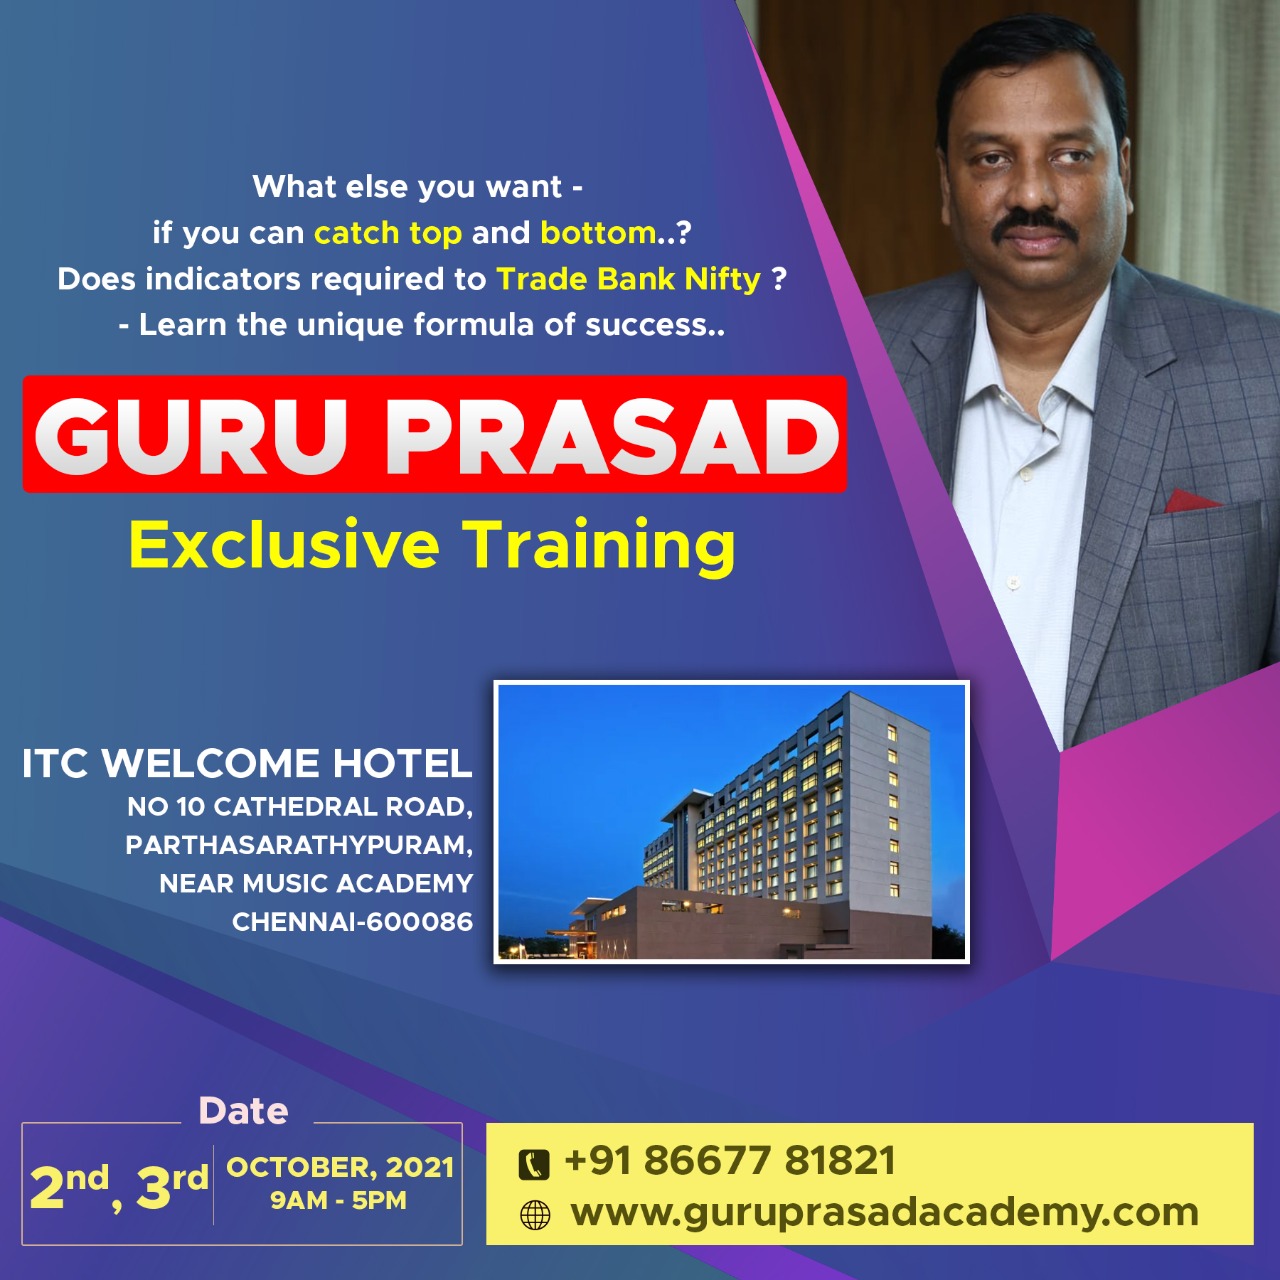 What else you want -
if you can catch top and bottom..?
Does indicators required to Trade Bank Nifty ?
- Learn the unique formula of success..
GURU PRASAD
Exclusive Training
ITC WELCOME HOTEL
NO 10 CATHEDRAL ROAD,
PARTHASARATHYPURAM,
NEAR MUSIC ACADEMY
CHENNAI-600086
Date
2nd, 3rd
OCTOBER, 2021
9AM - 5PM
+91 86677 81821
www.guruprasadacademy.com